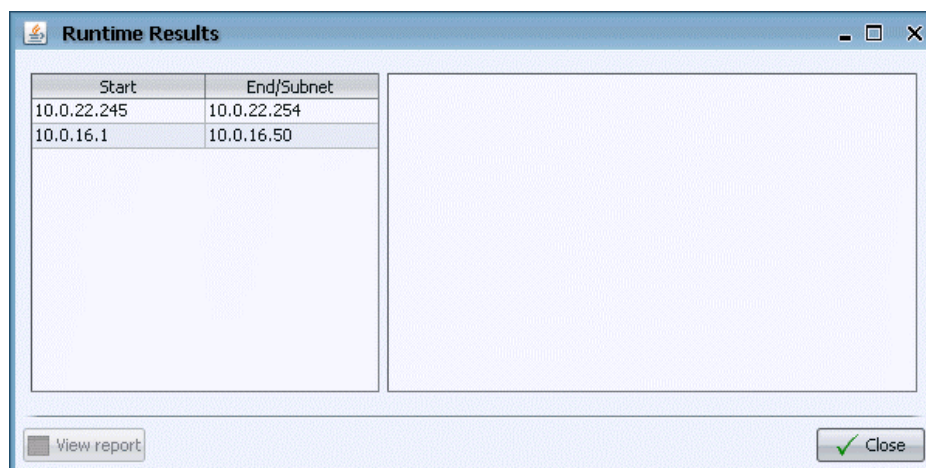 Runtime Results
Start End/Subnet
10.0.22.245 10.0.22.254
10.0.16.1 10.0.16.50
View report Close